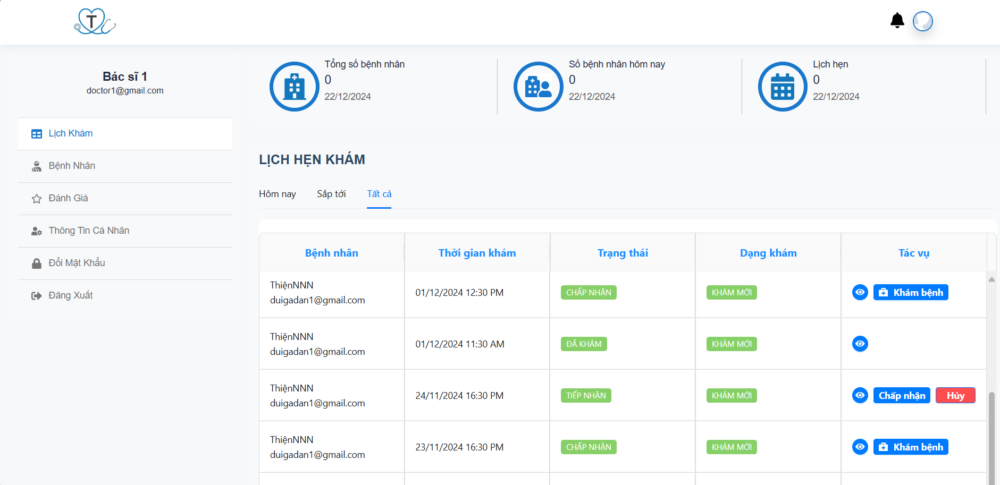 T
Bác sĩ 1
doctor1@gmail.com
Lịch Khám
Bệnh Nhân
Đánh Giá
Thông Tin Cá Nhân
Đổi Mật Khẩu
Đăng Xuất
Tổng số bệnh nhân
0
22/12/2024
Số bệnh nhân hôm nay
0
22/12/2024
Lịch hẹn
0
22/12/2024
LỊCH HẸN KHÁM
Hôm nay Sắp tới Tất cả
Bệnh nhân Thời gian khám Trạng thái Dạng khám Tác vụ
ThiệnNNN
duigadan1@gmail.com
01/12/2024 12:30 PM CHẤP NHẬN KHÁM MỚI Khám bệnh
ThiệnNNN
duigadan1@gmail.com
01/12/2024 11:30 AM ĐÃ KHÁM KHÁM MỚI
ThiệnNNN
duigadan1@gmail.com
24/11/2024 16:30 PM TIẾP NHẬN KHÁM MỚI Chấp nhận Hủy
ThiệnNNN
duigadan1@gmail.com
23/11/2024 16:30 PM CHẤP NHẬN KHÁM MỚI Khám bệnh